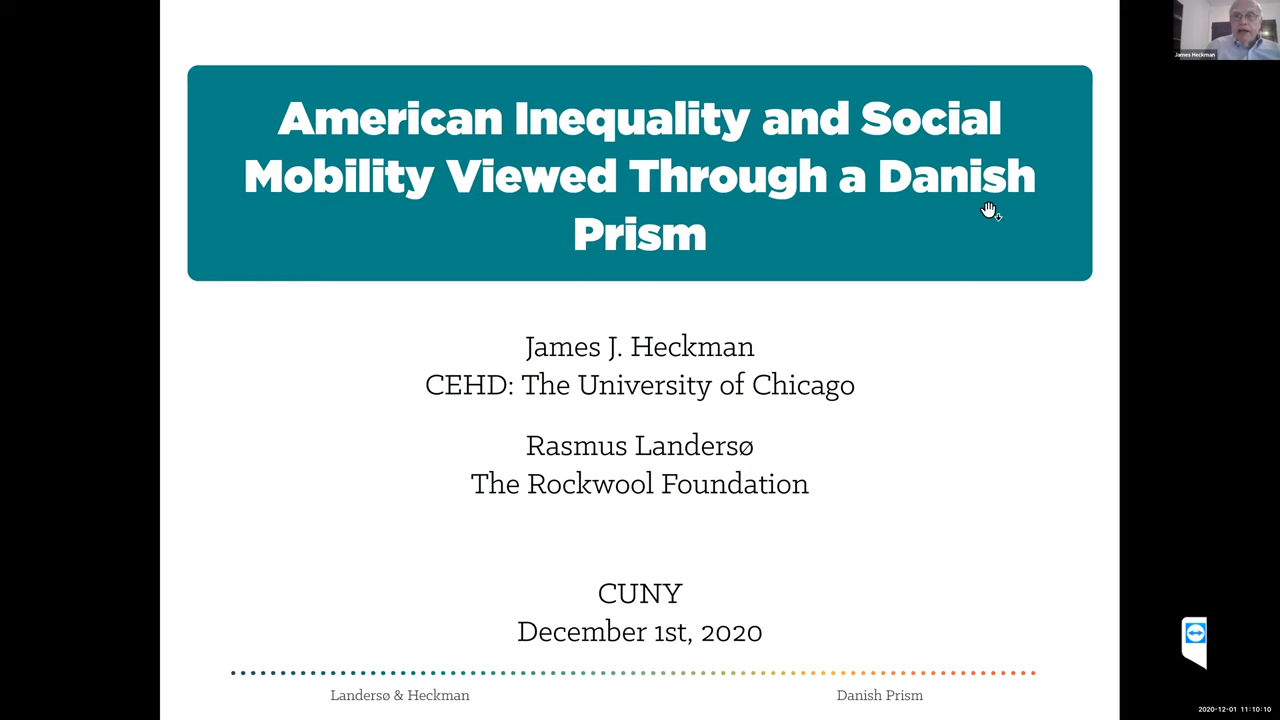 James Heckman
American Inequality and Social
Mobility Viewed Through a Danish
Prism
James J. Heckman
CEHD: The University of Chicago
Rasmus Landersø
The Rockwool Foundation
CUNY
December 1st, 2020
Landersø & Heckman
Danish Prism
2020-12-01 11:10:10